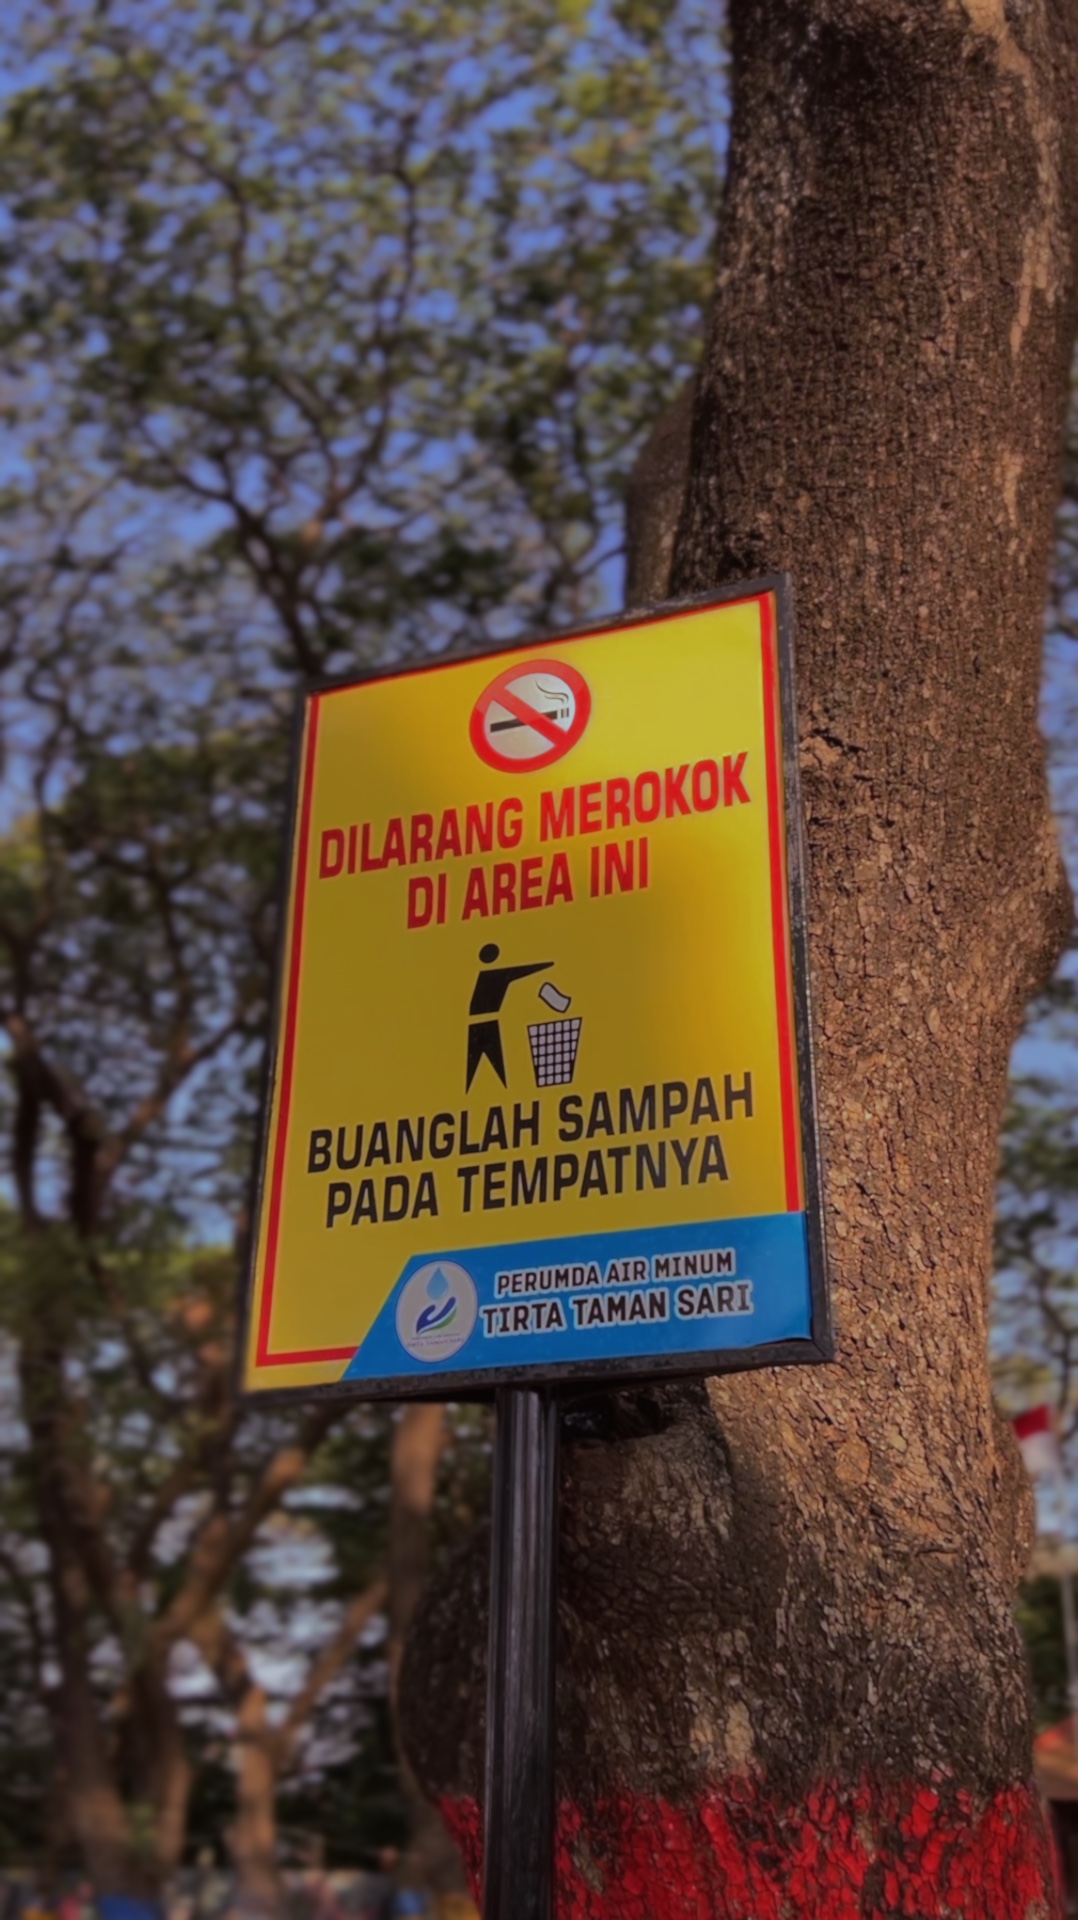 DILARANG MEROKOK
DI AREA INI
BUANGLAH SAMPAH
PADA TEMPATNYA
PERUMDA AIR MINUM
TIRTA TAMAN SARI